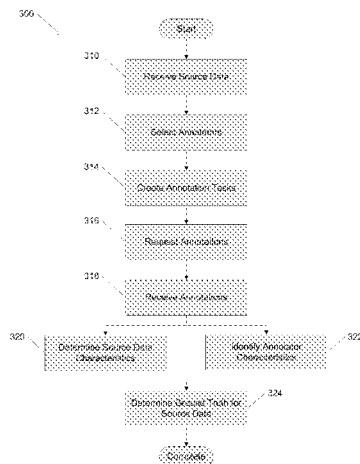 300
Start
310
Receive Source Data
312
Select Annotators
314
Create Annotation Tasks
316
Request Annotations
318
Receive Annotations
320
Determine Source Data
Characteristics
Identify Annotator
Characteristics
322
Determine Ground Truth for
Source Data
324
Complete